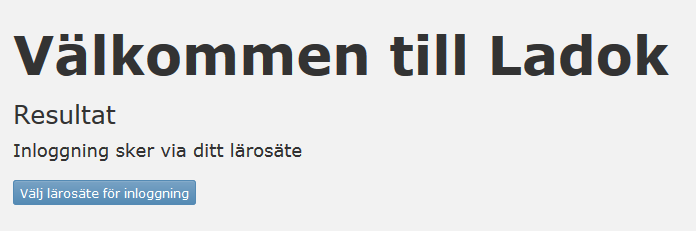 Välkommen till Ladok
Resultat
Inloggning sker via ditt lärosäte
Välj lärosäte för inloggning